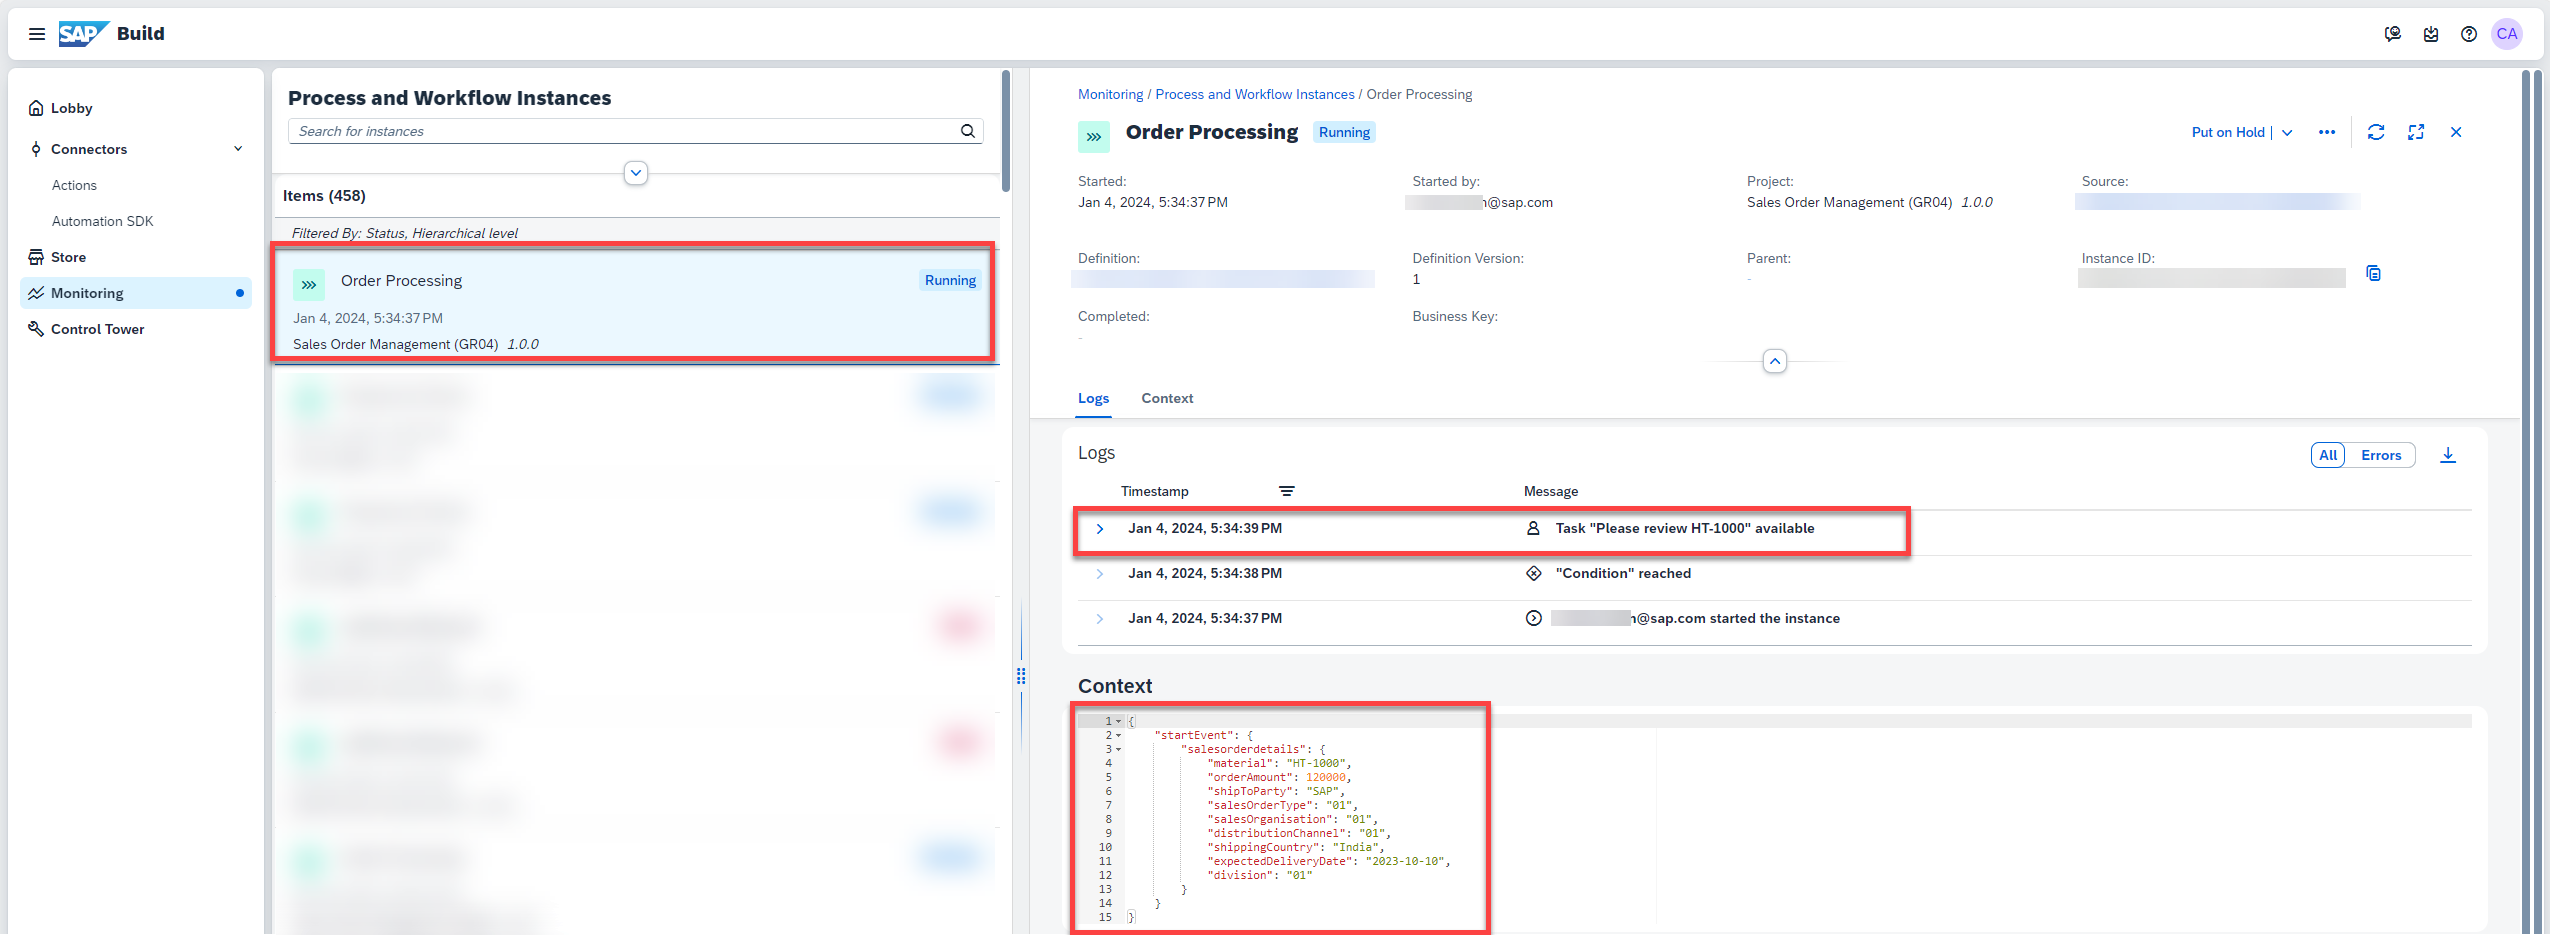 SAP Build
CA
Lobby
Connectors
Actions
Automation SDK
Store
Monitoring
Control Tower
Process and Workflow Instances
Search for instances
Items (458)
Filtered By: Status, Hierarchical level
Order Processing
Running
Jan 4, 2024, 5:34:37 PM
Sales Order Management (GR04) 1.0.0
Monitoring / Process and Workflow Instances / Order Processing
Order Processing Running
Put on Hold
Started:
Jan 4, 2024, 5:34:37 PM
Started by:
@sap.com
Project:
Sales Order Management (GR04) 1.0.0
Source:
Definition:
Definition Version:
1
Parent:
-
Instance ID:
Completed:
-
Business Key:
Logs Context
Logs
All Errors
Timestamp Message
Jan 4, 2024, 5:34:39 PM Task "Please review HT-1000" available
Jan 4, 2024, 5:34:38 PM "Condition" reached
Jan 4, 2024, 5:34:37 PM @sap.com started the instance
Context
1 {
2 "startEvent": {
3 "salesorderdetails": {
4 "material": "HT-1000",
5 "orderAmount": 120000,
6 "shipToParty": "SAP",
7 "salesOrderType": "01",
8 "salesOrganisation": "01",
9 "distributionChannel": "01",
10 "shippingCountry": "India",
11 "expectedDeliveryDate": "2023-10-10",
12 "division": "01"
13 }
14 }
15 }